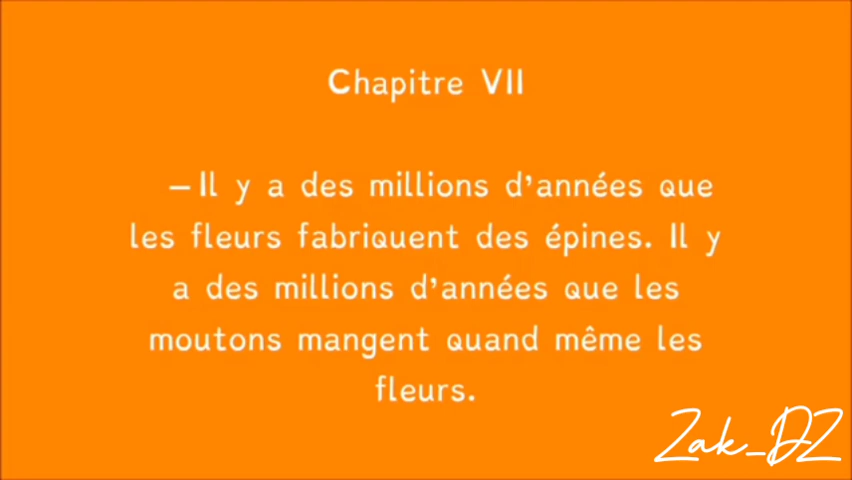 Chapitre VII
– Il y a des millions d'années que
les fleurs fabriquent des épines. Il y
a des millions d'années que les
moutons mangent quand même les
fleurs.
Zak_DZ